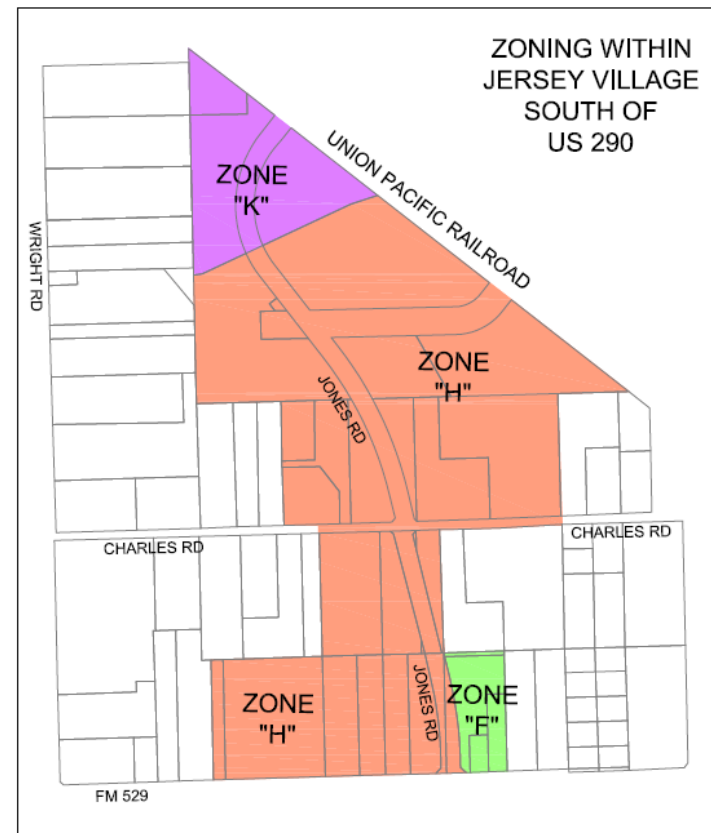 ZONING WITHIN
JERSEY VILLAGE
SOUTH OF
US 290
UNION PACIFIC RAILROAD
ZONE
"K"
WRIGHT RD
ZONE
"H"
JONES RD
CHARLES RD
CHARLES RD
JONES RD
ZONE
"H"
ZONE
"F"
FM 529